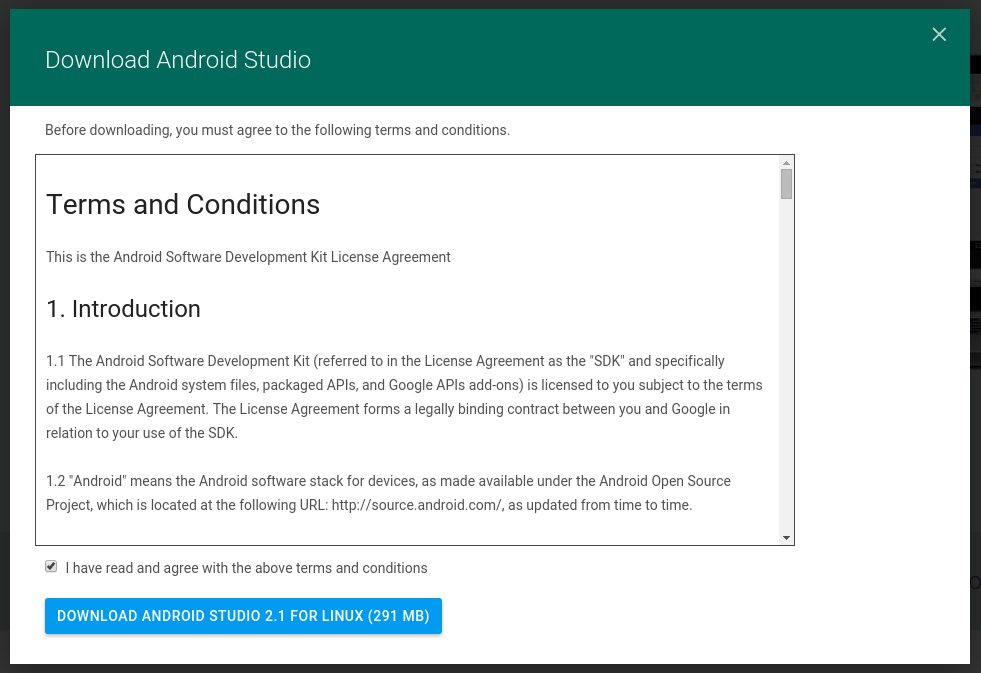 Download Android Studio
Before downloading, you must agree to the following terms and conditions.
Terms and Conditions
This is the Android Software Development Kit License Agreement
1. Introduction
1.1 The Android Software Development Kit (referred to in the License Agreement as the "SDK" and specifically
including the Android system files, packaged APIs, and Google APIs add-ons) is licensed to you subject to the terms
of the License Agreement. The License Agreement forms a legally binding contract between you and Google in
relation to your use of the SDK.
1.2 "Android" means the Android software stack for devices, as made available under the Android Open Source
Project, which is located at the following URL: http://source.android.com/, as updated from time to time.
I have read and agree with the above terms and conditions
DOWNLOAD ANDROID STUDIO 2.1 FOR LINUX (291 MB)